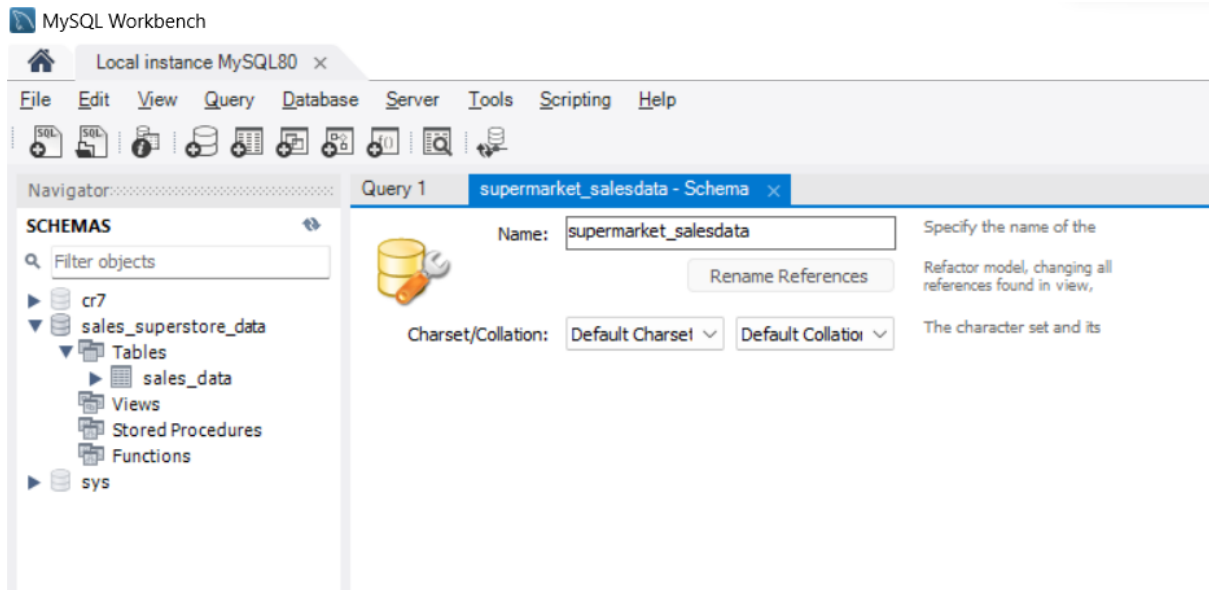 MySQL Workbench
Local instance MySQL80 ×
File Edit View Query Database Server Tools Scripting Help
SQL SQL
Navigator
SCHEMAS
Filter objects
cr7
sales_superstore_data
Tables
sales_data
Views
Stored Procedures
Functions
sys
Query 1
supermarket_salesdata - Schema ×
Name: supermarket_salesdata
Specify the name of the
Rename References
Refactor model, changing all
references found in view,
Charset/Collation: Default Charset Default Collation
The character set and its